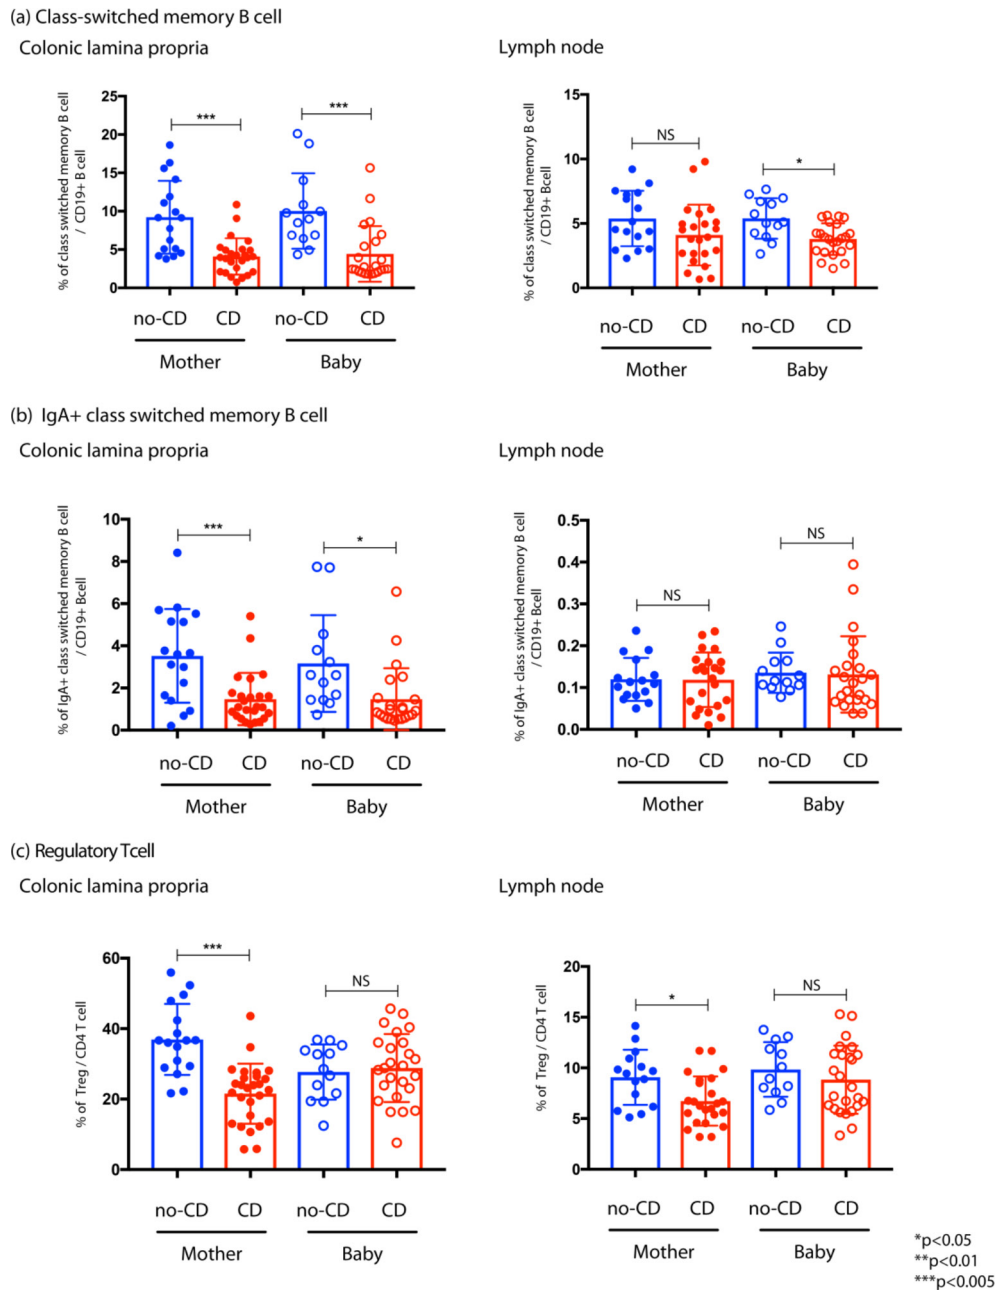 (a) Class-switched memory B cell
Colonic lamina propria
Lymph node
% of class switched memory B cell
/ CD19+ B cell
25
20
15
10
5
0
***
***
no-CD CD no-CD CD
Mother Baby
% of class switched memory B cell
/ CD19+ Bcell
15
10
5
0
NS
*
no-CD CD no-CD CD
Mother Baby
(b) IgA+ class switched memory B cell
Colonic lamina propria
Lymph node
% of IgA+ class switched memory B cell
/ CD19+ Bcell
10
8
6
4
2
0
***
*
no-CD CD no-CD CD
Mother Baby
% of IgA+ class switched memory B cell
/ CD19+ Bcell
0.5
0.4
0.3
0.2
0.1
0.0
NS
NS
no-CD CD no-CD CD
Mother Baby
(c) Regulatory Tcell
Colonic lamina propria
Lymph node
% of Treg / CD4 T cell
60
40
20
0
***
NS
no-CD CD no-CD CD
Mother Baby
% of Treg / CD4 T cell
20
15
10
5
0
*
NS
no-CD CD no-CD CD
Mother Baby
*p<0.05
**p<0.01
***p<0.005